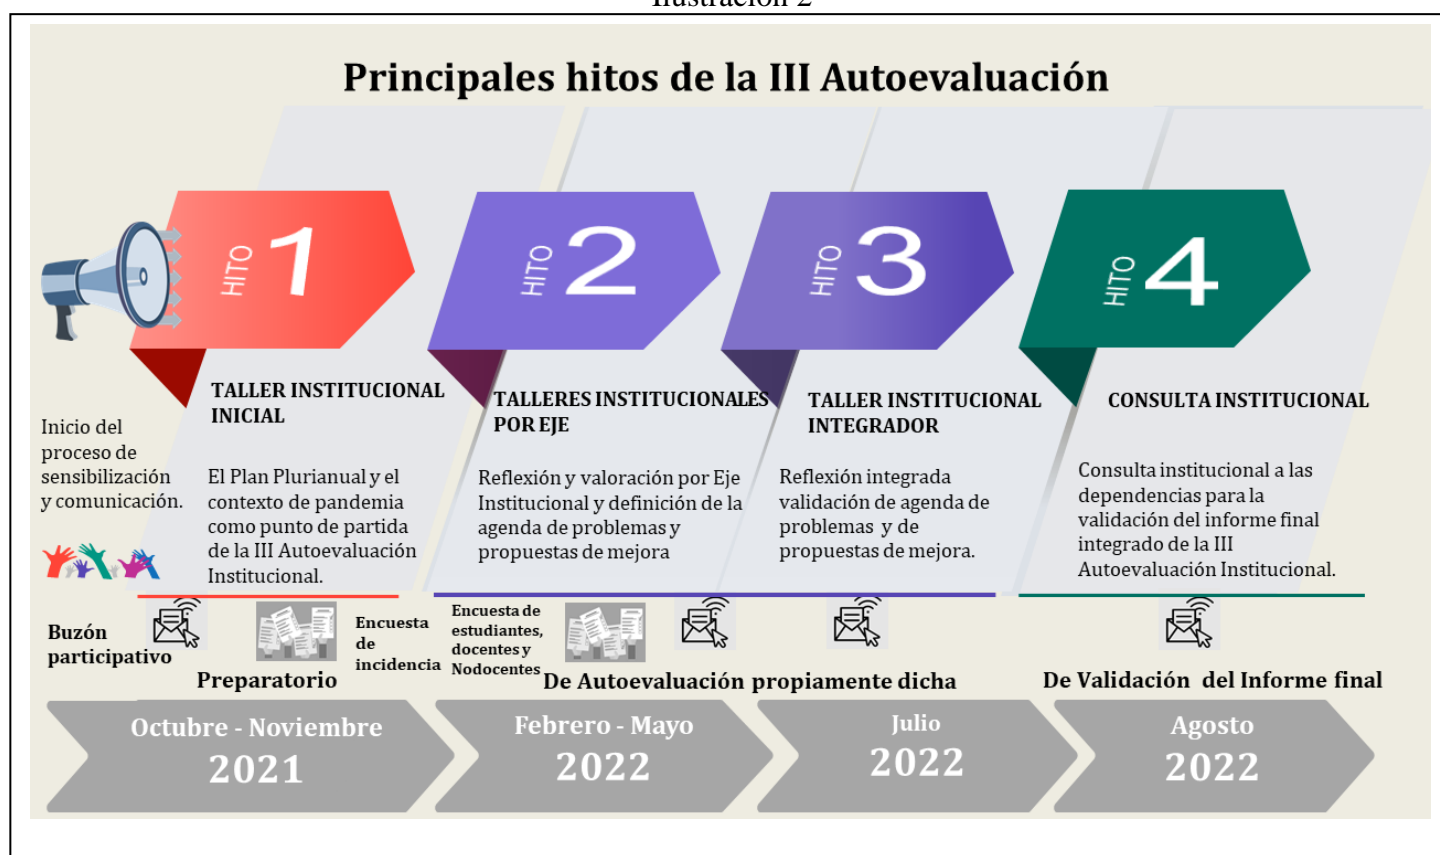 Ilustración 2
Principales hitos de la III Autoevaluación
HITO 1
HITO 2
HITO 3
HITO 4
Inicio del
proceso de
sensibilización
y comunicación.
TALLER INSTITUCIONAL
INICIAL
El Plan Plurianual y el
contexto de pandemia
como punto de partida
de la III Autoevaluación
Institucional.
TALLERES INSTITUCIONALES
POR EJE
Reflexión y valoración por Eje
Institucional y definición de la
agenda de problemas y
propuestas de mejora
TALLER INSTITUCIONAL
INTEGRADOR
Reflexión integrada
validación de agenda de
problemas y de
propuestas de mejora.
CONSULTA INSTITUCIONAL
Consulta institucional a las
dependencias para la
validación del informe final
integrado de la III
Autoevaluación Institucional.
Buzón
participativo
Encuesta
de
incidencia
Encuesta de
estudiantes,
docentes y
Nodocentes
Preparatorio
De Autoevaluación propiamente dicha
De Validación del Informe final
Octubre - Noviembre
2021
Febrero - Mayo
2022
Julio
2022
Agosto
2022